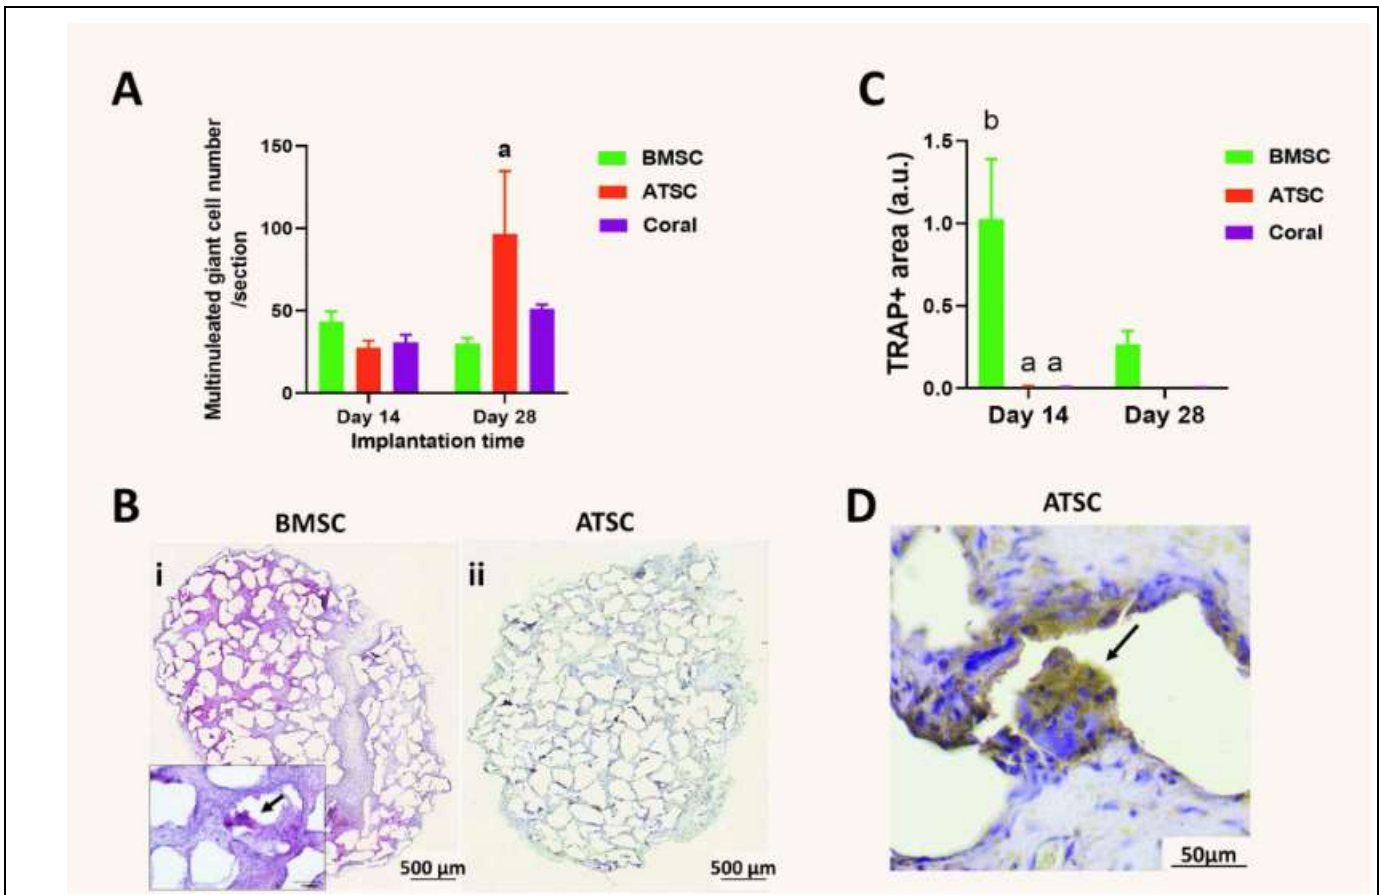 A
Multinuleated giant cell number
/section
150
100
50
0
a
BMSC
ATSC
Coral
Day 14
Day 28
Implantation time
C
TRAP+ area (a.u.)
1.5
1.0
0.5
0.0
b
a a
BMSC
ATSC
Coral
Day 14
Day 28
B
BMSC
ATSC
i
ii
500 µm
500 µm
D
ATSC
50µm